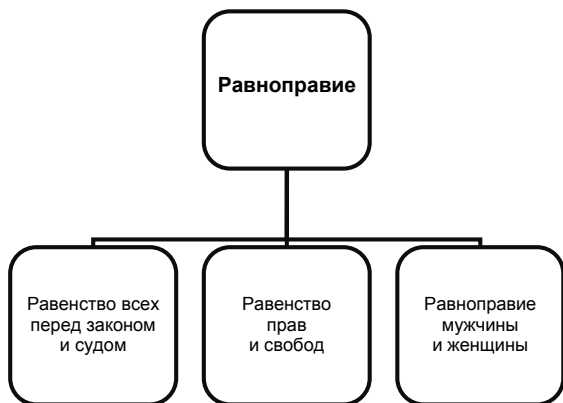 Равноправие
Равенство всех
перед законом
и судом
Равенство
прав
и свобод
Равноправие
мужчины
и женщины